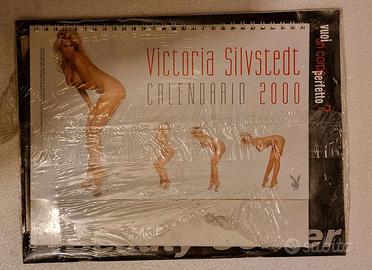 Victoria Silvstedt
CALENDARIO 2000
vuoi
un corpo
perfetto
?
subito